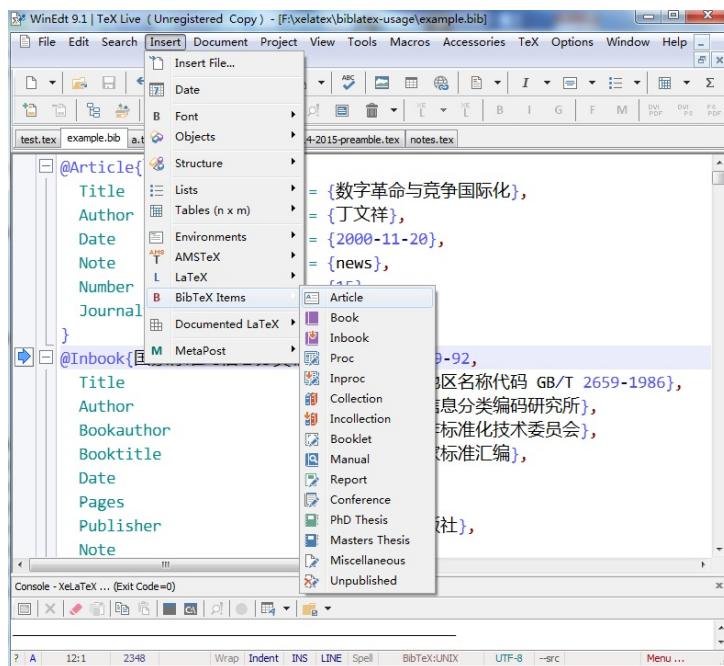 WinEdt 9.1 | TeX Live (Unregistered Copy) - [F:\xelatex\biblatex-usage\example.bib]
File Edit Search Insert Document Project View Tools Macros Accessories TeX Options Window Help
Insert File...
Date
B Font
Objects
Structure
Lists
Tables (n x m)
Environments
AMSTeX
L LaTeX
B BibTeX Items
Documented LaTeX
M MetaPost
Article
Book
Inbook
Proc
Inproc
Collection
Incollection
Booklet
Manual
Report
Conference
PhD Thesis
Masters Thesis
Miscellaneous
Unpublished
test.tex example.bib 4-2015-preamble.tex notes.tex
@Article{
Title = {数字革命与竞争国际化},
Author = {丁文祥},
Date = {2000-11-20},
Note = {news},
Number
Journal
}
@Inbook{ 9-92,
Title 区名称代码 GB/T 2659-1986},
Author 信息分类编码研究所},
Bookauthor 标准化技术委员会},
Booktitle 标准汇编},
Date
Pages
Publisher 社},
Note
Console - XeLaTeX ... (Exit Code=0)
? A 12:1 2348 Wrap Indent INS LINE Spell BibTeX:UNIX UTF-8 --src Menu ...